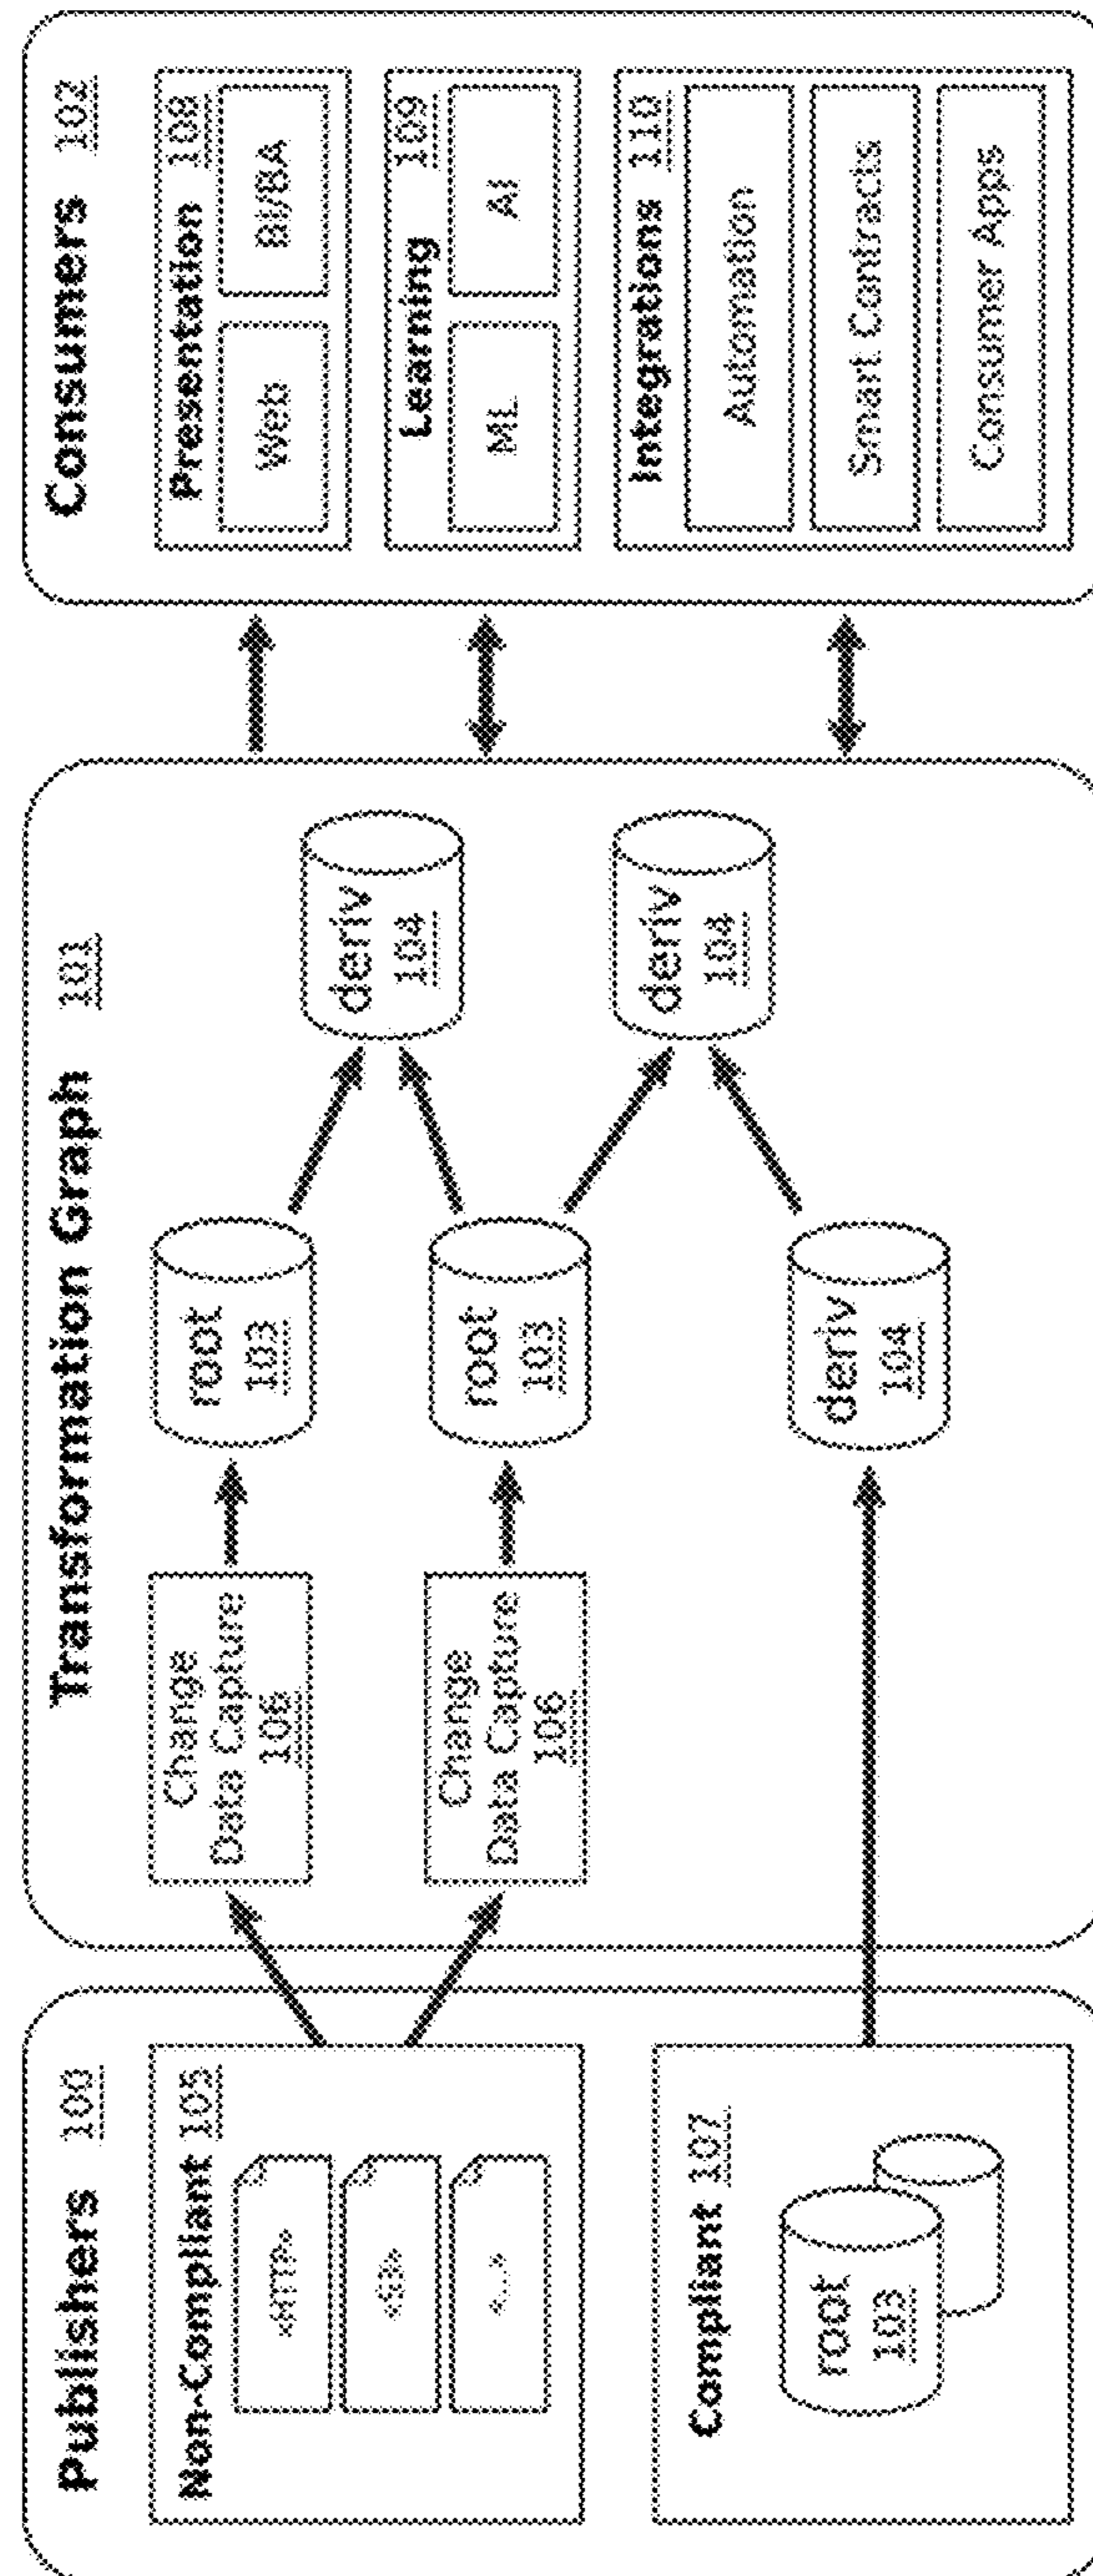 Publishers 100
Non-Compliant 105
<HTTP>
<S3>
<...>
Compliant 107
root
103
Transformation Graph 101
Change
Data Capture
106
Change
Data Capture
106
root
103
root
103
deriv
104
deriv
104
deriv
104
Consumers 102
Presentation 108
Web
BI/BA
Learning 109
ML
AI
Integrations 110
Automation
Smart Contracts
Consumer Apps